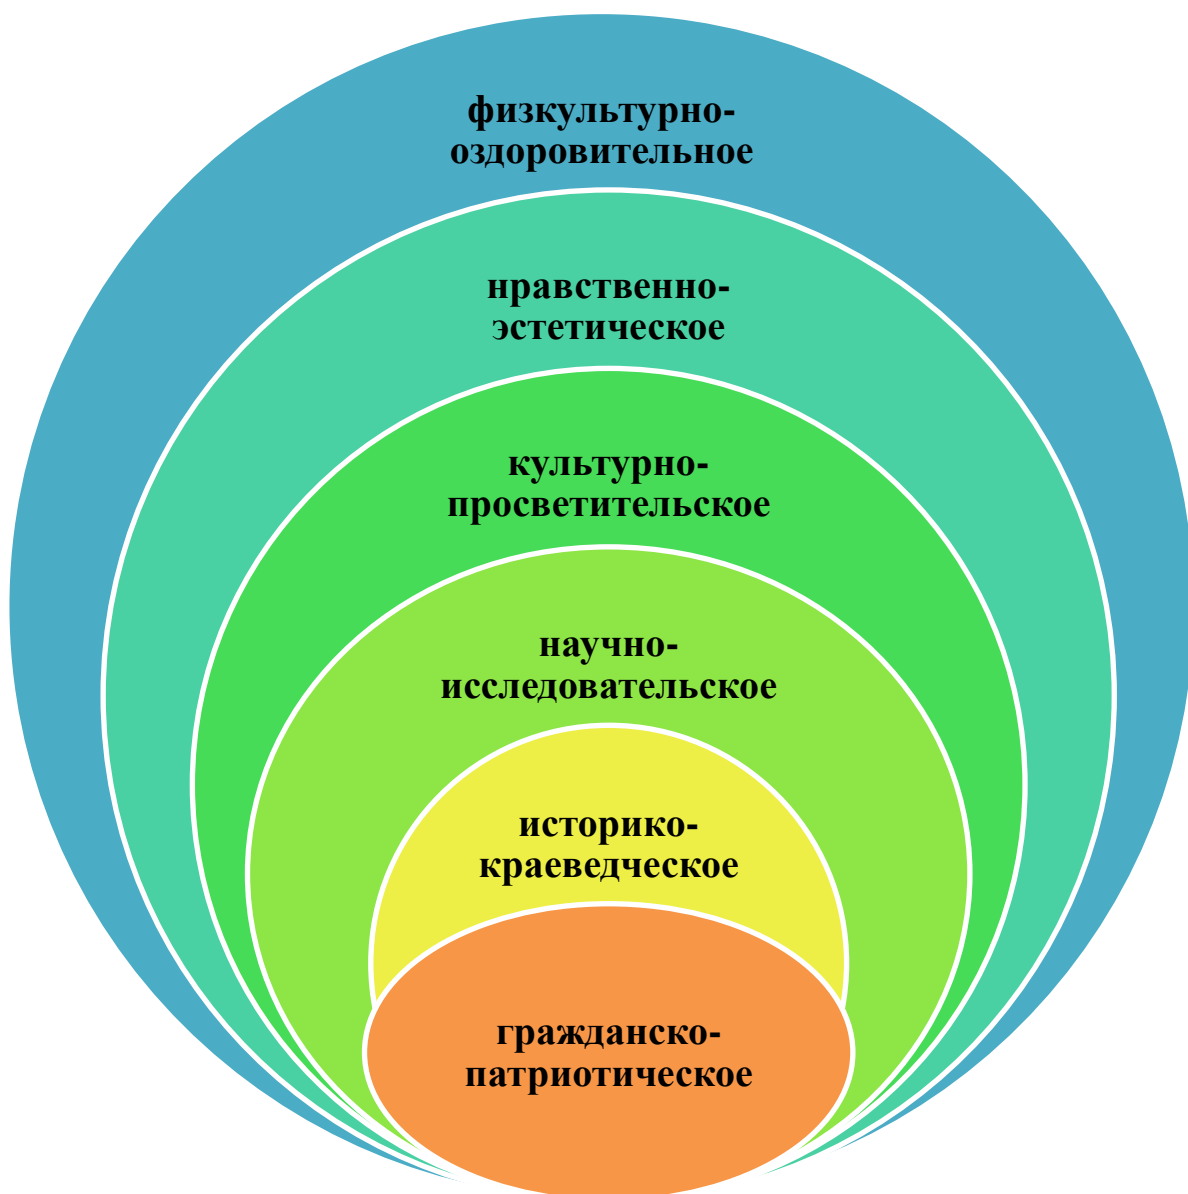 физкультурно-
оздоровительное
нравственно-
эстетическое
культурно-
просветительское
научно-
исследовательское
историко-
краеведческое
гражданско-
патриотическое